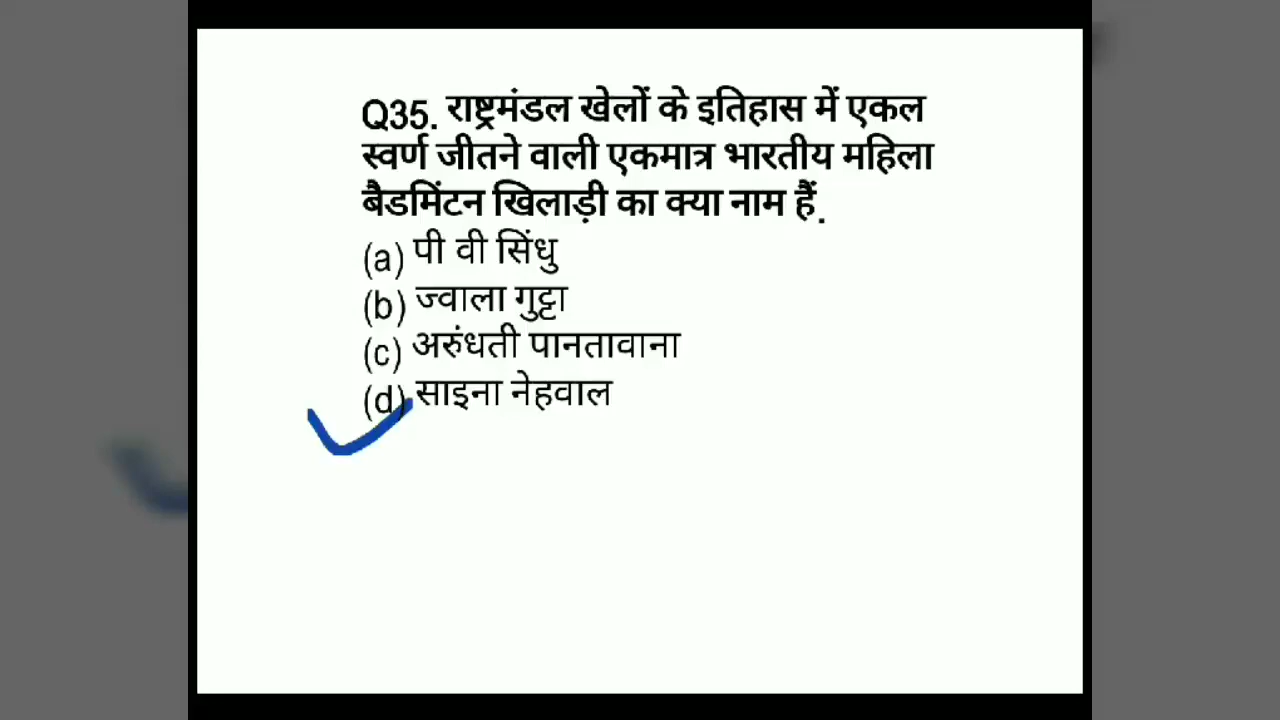 Q35. राष्ट्रमंडल खेलों के इतिहास में एकल
स्वर्ण जीतने वाली एकमात्र भारतीय महिला
बैडमिंटन खिलाड़ी का क्या नाम हैं.
(a) पी वी सिंधु
(b) ज्वाला गुट्टा
(c) अरुंधती पानतावाना
(d) साइना नेहवाल